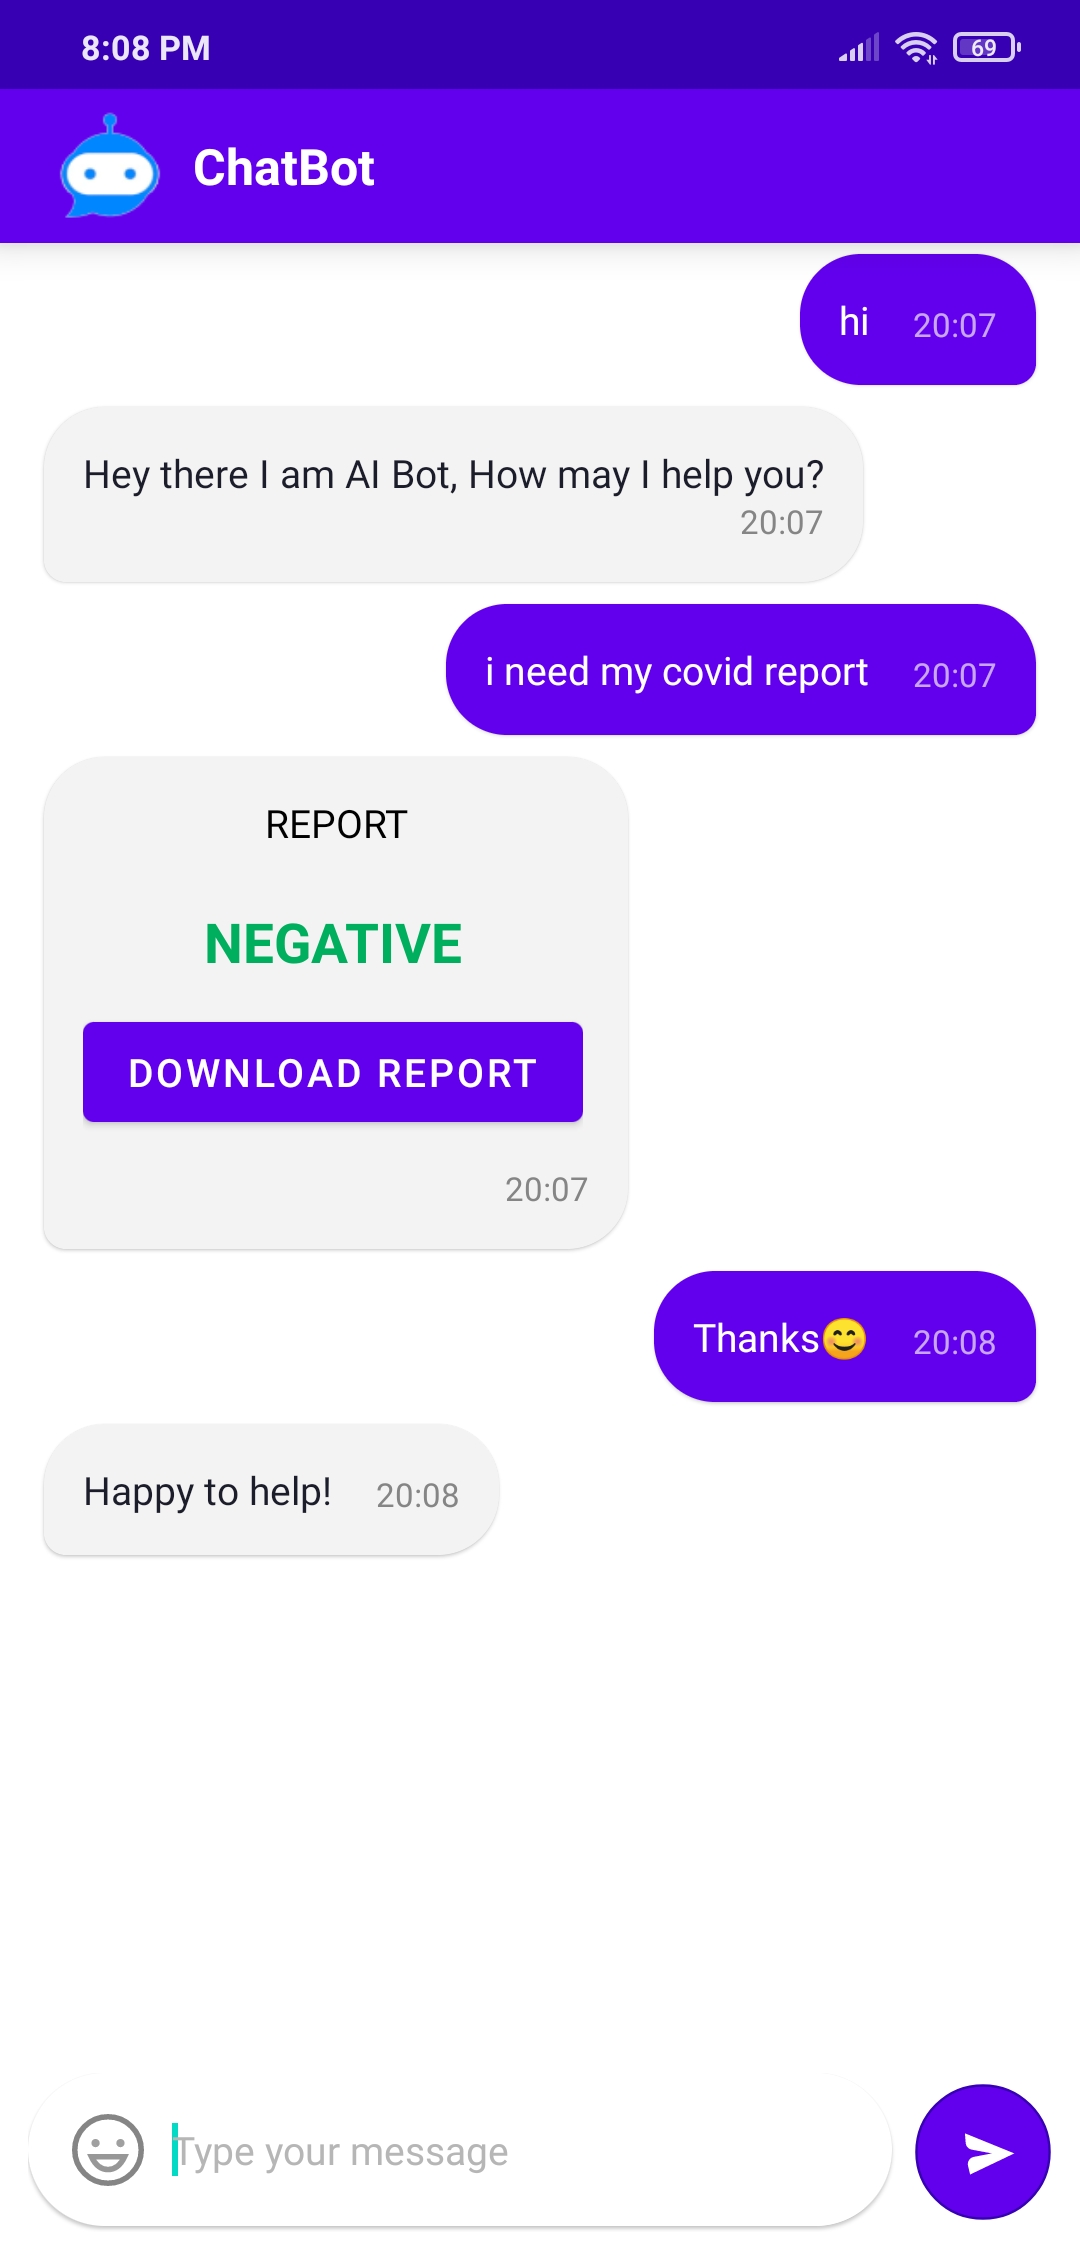 8:08 PM
69
ChatBot
hi 20:07
Hey there I am AI Bot, How may I help you?
20:07
i need my covid report 20:07
REPORT
NEGATIVE
DOWNLOAD REPORT
20:07
Thanks😊 20:08
Happy to help! 20:08
Type your message